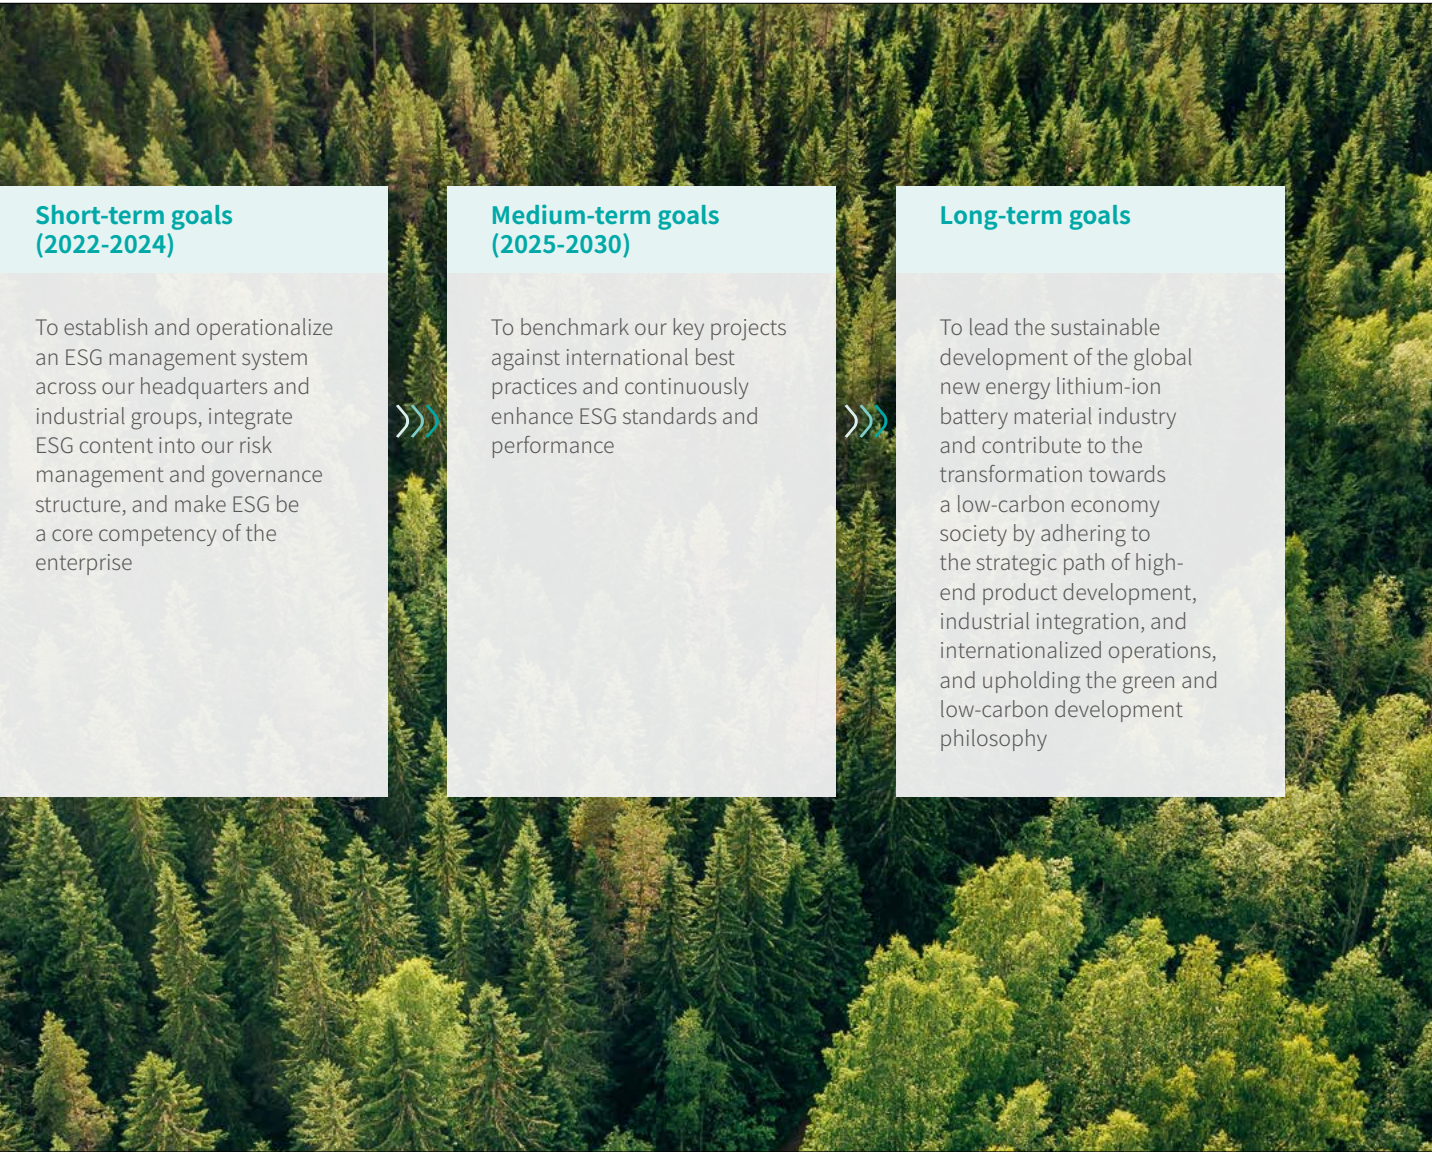 Short-term goals
(2022-2024)
To establish and operationalize
an ESG management system
across our headquarters and
industrial groups, integrate
ESG content into our risk
management and governance
structure, and make ESG be
a core competency of the
enterprise
Medium-term goals
(2025-2030)
To benchmark our key projects
against international best
practices and continuously
enhance ESG standards and
performance
Long-term goals
To lead the sustainable
development of the global
new energy lithium-ion
battery material industry
and contribute to the
transformation towards
a low-carbon economy
society by adhering to
the strategic path of high-
end product development,
industrial integration, and
internationalized operations,
and upholding the green and
low-carbon development
philosophy